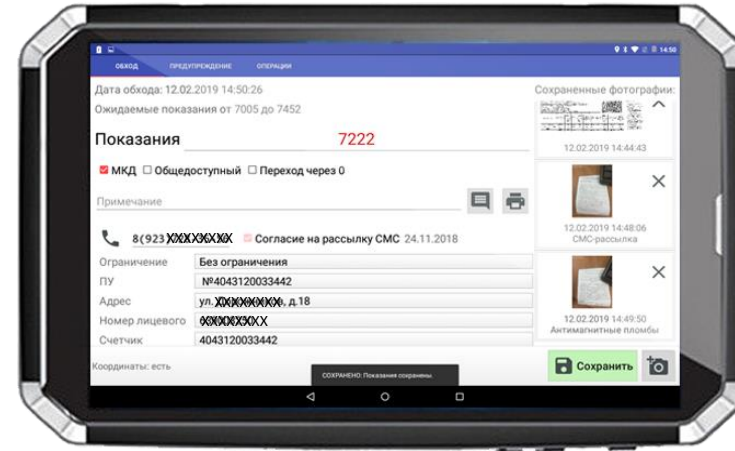 14:50
ОБХОД ПРЕДУПРЕЖДЕНИЕ ОПЕРАЦИИ
Дата обхода: 12.02.2019 14:50:26
Ожидаемые показания от 7005 до 7452
Показания 7222
МКД Общедоступный Переход через 0
Примечание
8(923)XXXXXXXX Согласие на рассылку СМС 24.11.2018
Ограничение Без ограничения
ПУ №4043120033442
Адрес ул. XXXXXXXX, д.18
Номер лицевого XXXXXXXX
Счетчик 4043120033442
Координаты: есть
СОХРАНЕНО: Показания сохранены.
Сохраненные фотографии:
12.02.2019 14:44:43
12.02.2019 14:48:06
СМС-рассылка
12.02.2019 14:49:50
Антимагнитные пломбы
Сохранить